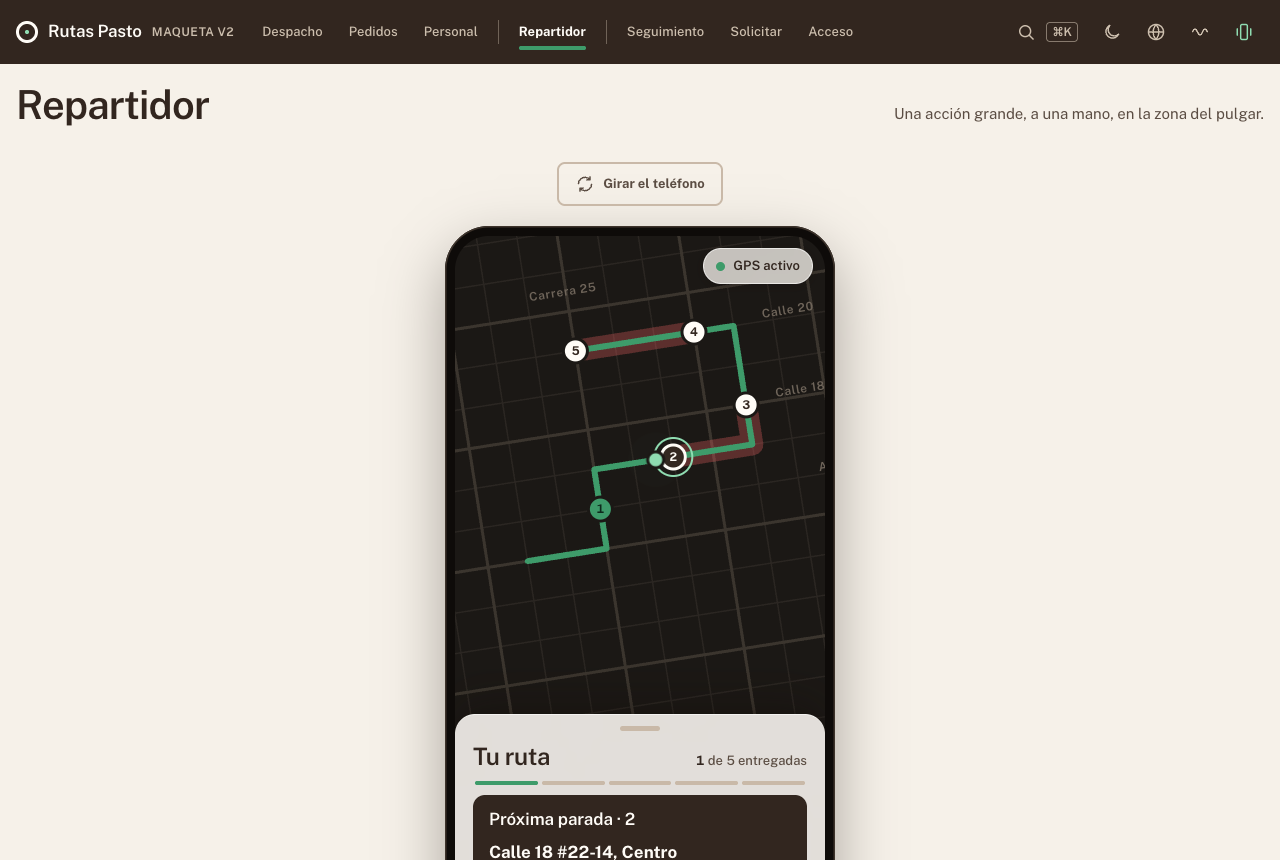 Rutas Pasto MAQUETA V2 Despacho Pedidos Personal Repartidor Seguimiento Solicitar Acceso ⌘K
Repartidor
Una acción grande, a una mano, en la zona del pulgar.
Girar el teléfono
GPS activo
Carrera 25
Calle 20
5
4
Calle 18
3
2
1
Tu ruta
1 de 5 entregadas
Próxima parada · 2
Calle 18 #22-14, Centro